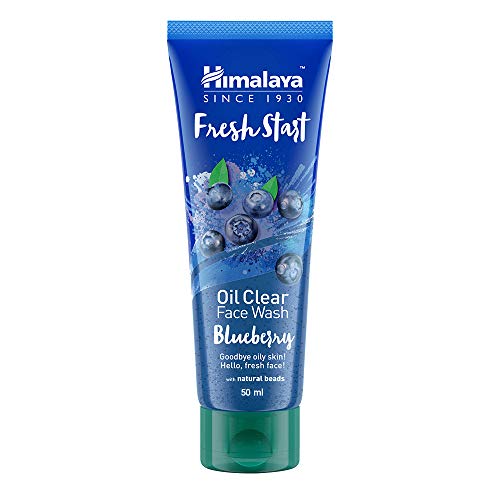 Himalaya™
SINCE 1930
Fresh Start
Oil Clear
Face Wash
Blueberry
Goodbye oily skin!
Hello, fresh face!
with natural beads
50 ml